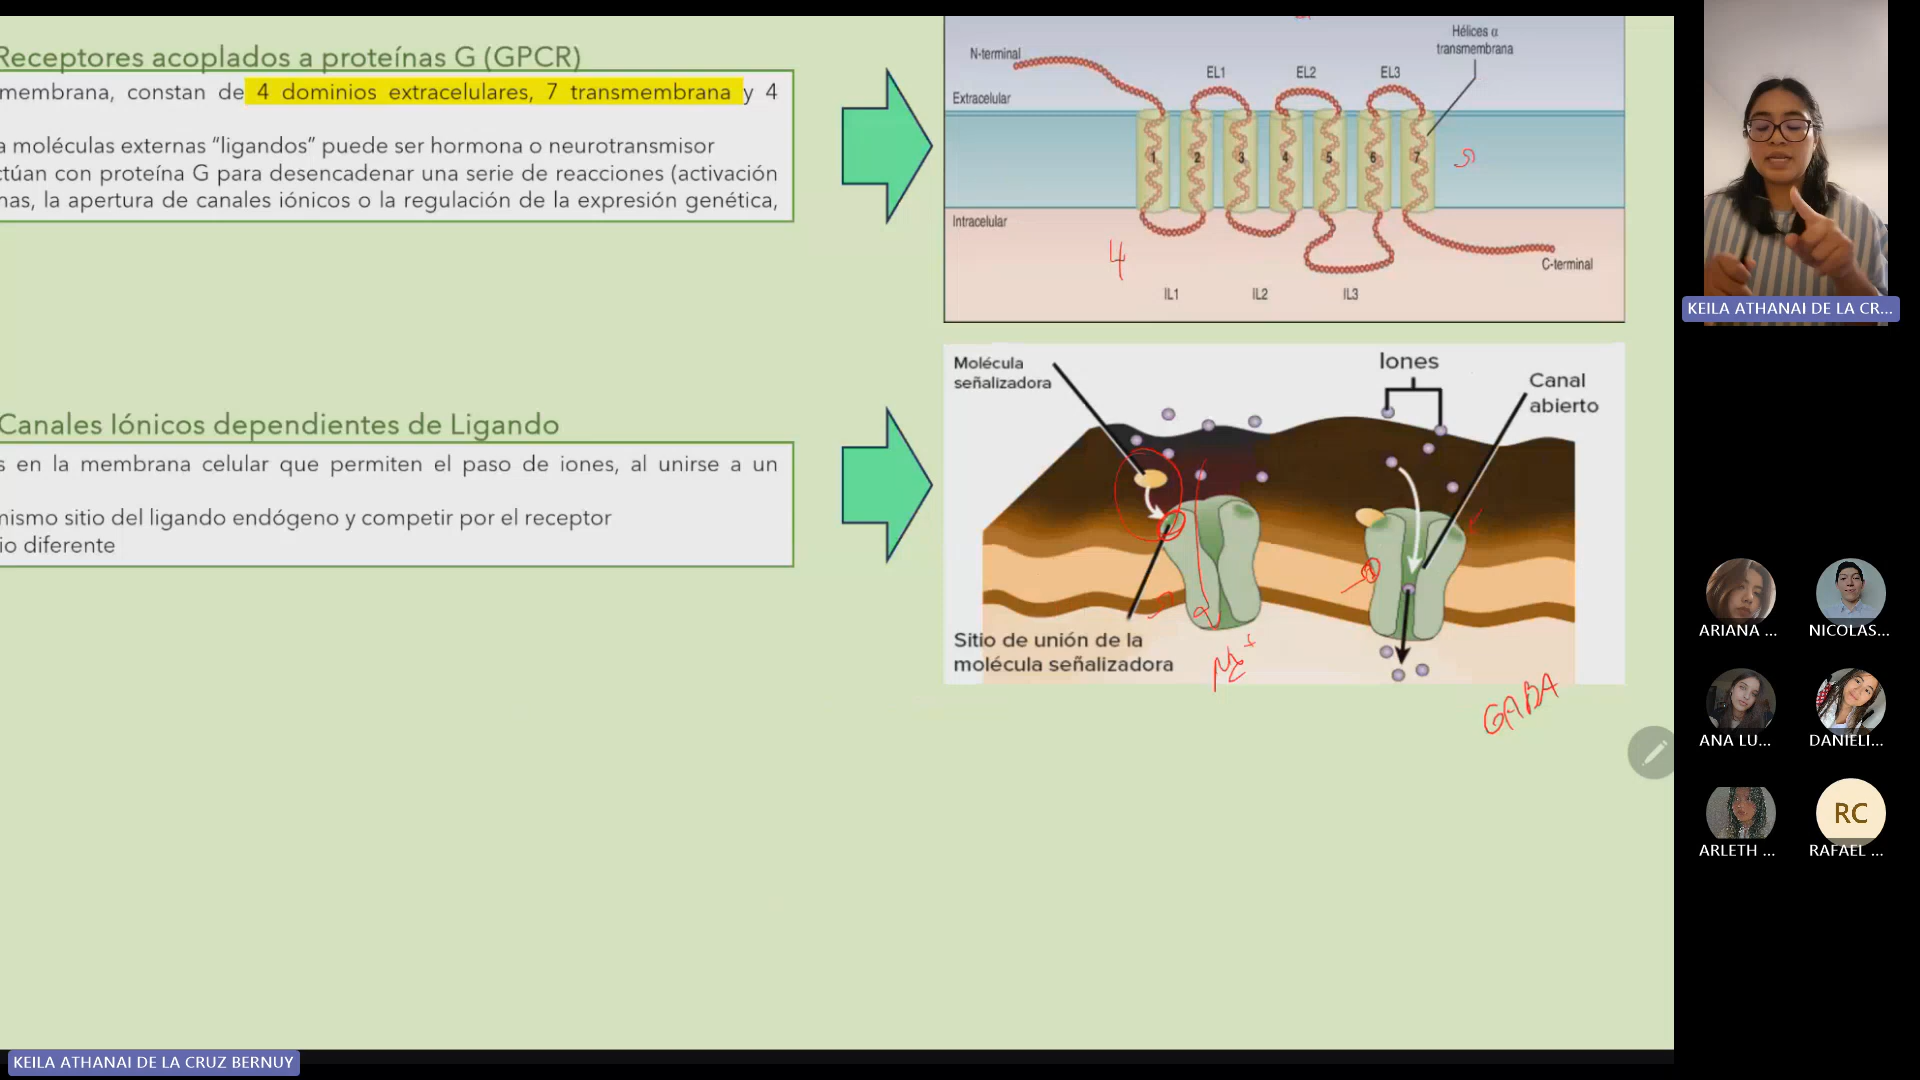 Receptores acoplados a proteínas G (GPCR)
membrana, constan de 4 dominios extracelulares, 7 transmembrana y 4
a moléculas externas “ligandos” puede ser hormona o neurotransmisor
ctúan con proteína G para desencadenar una serie de reacciones (activación
nas, la apertura de canales iónicos o la regulación de la expresión genética,
Hélices α
transmembrana
N-terminal
EL1
EL2
EL3
Extracelular
1 2 3 4 5 6 7
Intracelular
4
C-terminal
IL1
IL2
IL3
Canales Iónicos dependientes de Ligando
s en la membrana celular que permiten el paso de iones, al unirse a un
mismo sitio del ligando endógeno y competir por el receptor
io diferente
Molécula
señalizadora
Iones
Canal
abierto
Sitio de unión de la
molécula señalizadora
GABA
KEILA ATHANAI DE LA CR...
ARIANA ...
NICOLAS...
ANA LU...
DANIELI...
ARLETH ...
RC
RAFAEL ...
KEILA ATHANAI DE LA CRUZ BERNUY